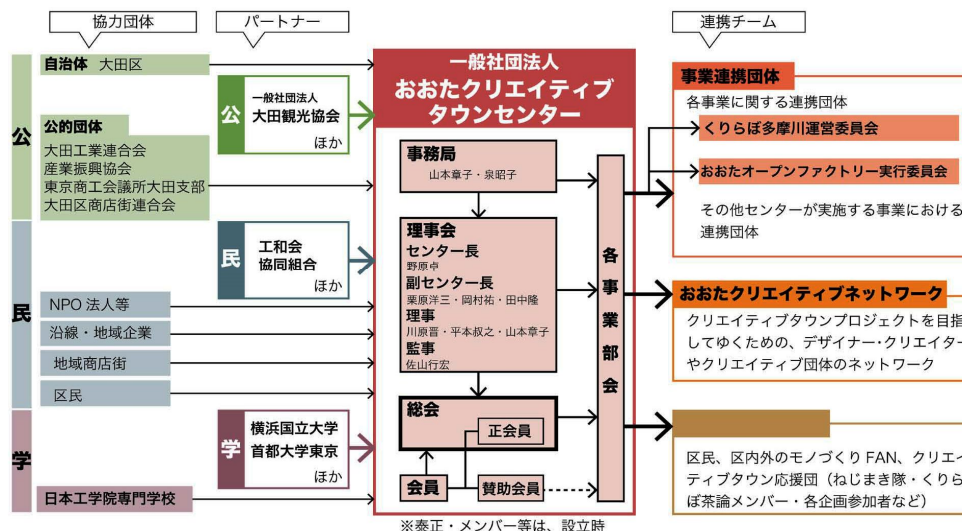 協力団体
パートナー
連携チーム
公
自治体 大田区
公的団体
大田工業連合会
産業振興協会
東京商工会議所大田支部
大田区商店街連合会
民
NPO 法人等
沿線・地域企業
地域商店街
区民
学
日本工学院専門学校
公
一般社団法人
大田観光協会
ほか
民
工和会
協同組合
ほか
学
横浜国立大学
首都大学東京
ほか
一般社団法人
おおたクリエイティブ
タウンセンター
事務局
山本章子・泉昭子
理事会
センター長
野原卓
副センター長
栗原洋三・岡村祐・田中隆
理事
川原晋・平本叔之・山本章子
監事
佐山行宏
総会
正会員
会員
賛助会員
各事業部会
※泰正・メンバー等は、設立時
事業連携団体
各事業に関する連携団体
くりらぼ多摩川運営委員会
おおたオープンファクトリー実行委員会
その他センターが実施する事業における
連携団体
おおたクリエイティブネットワーク
クリエイティブタウンプロジェクトを目指
してゆくための、デザイナー・クリエイター
やクリエイティブ団体のネットワーク
区民、区内外のモノづくり FAN、クリエイ
ティブタウン応援団（ねじまき隊・くりら
ぼ茶論メンバー・各企画参加者など）